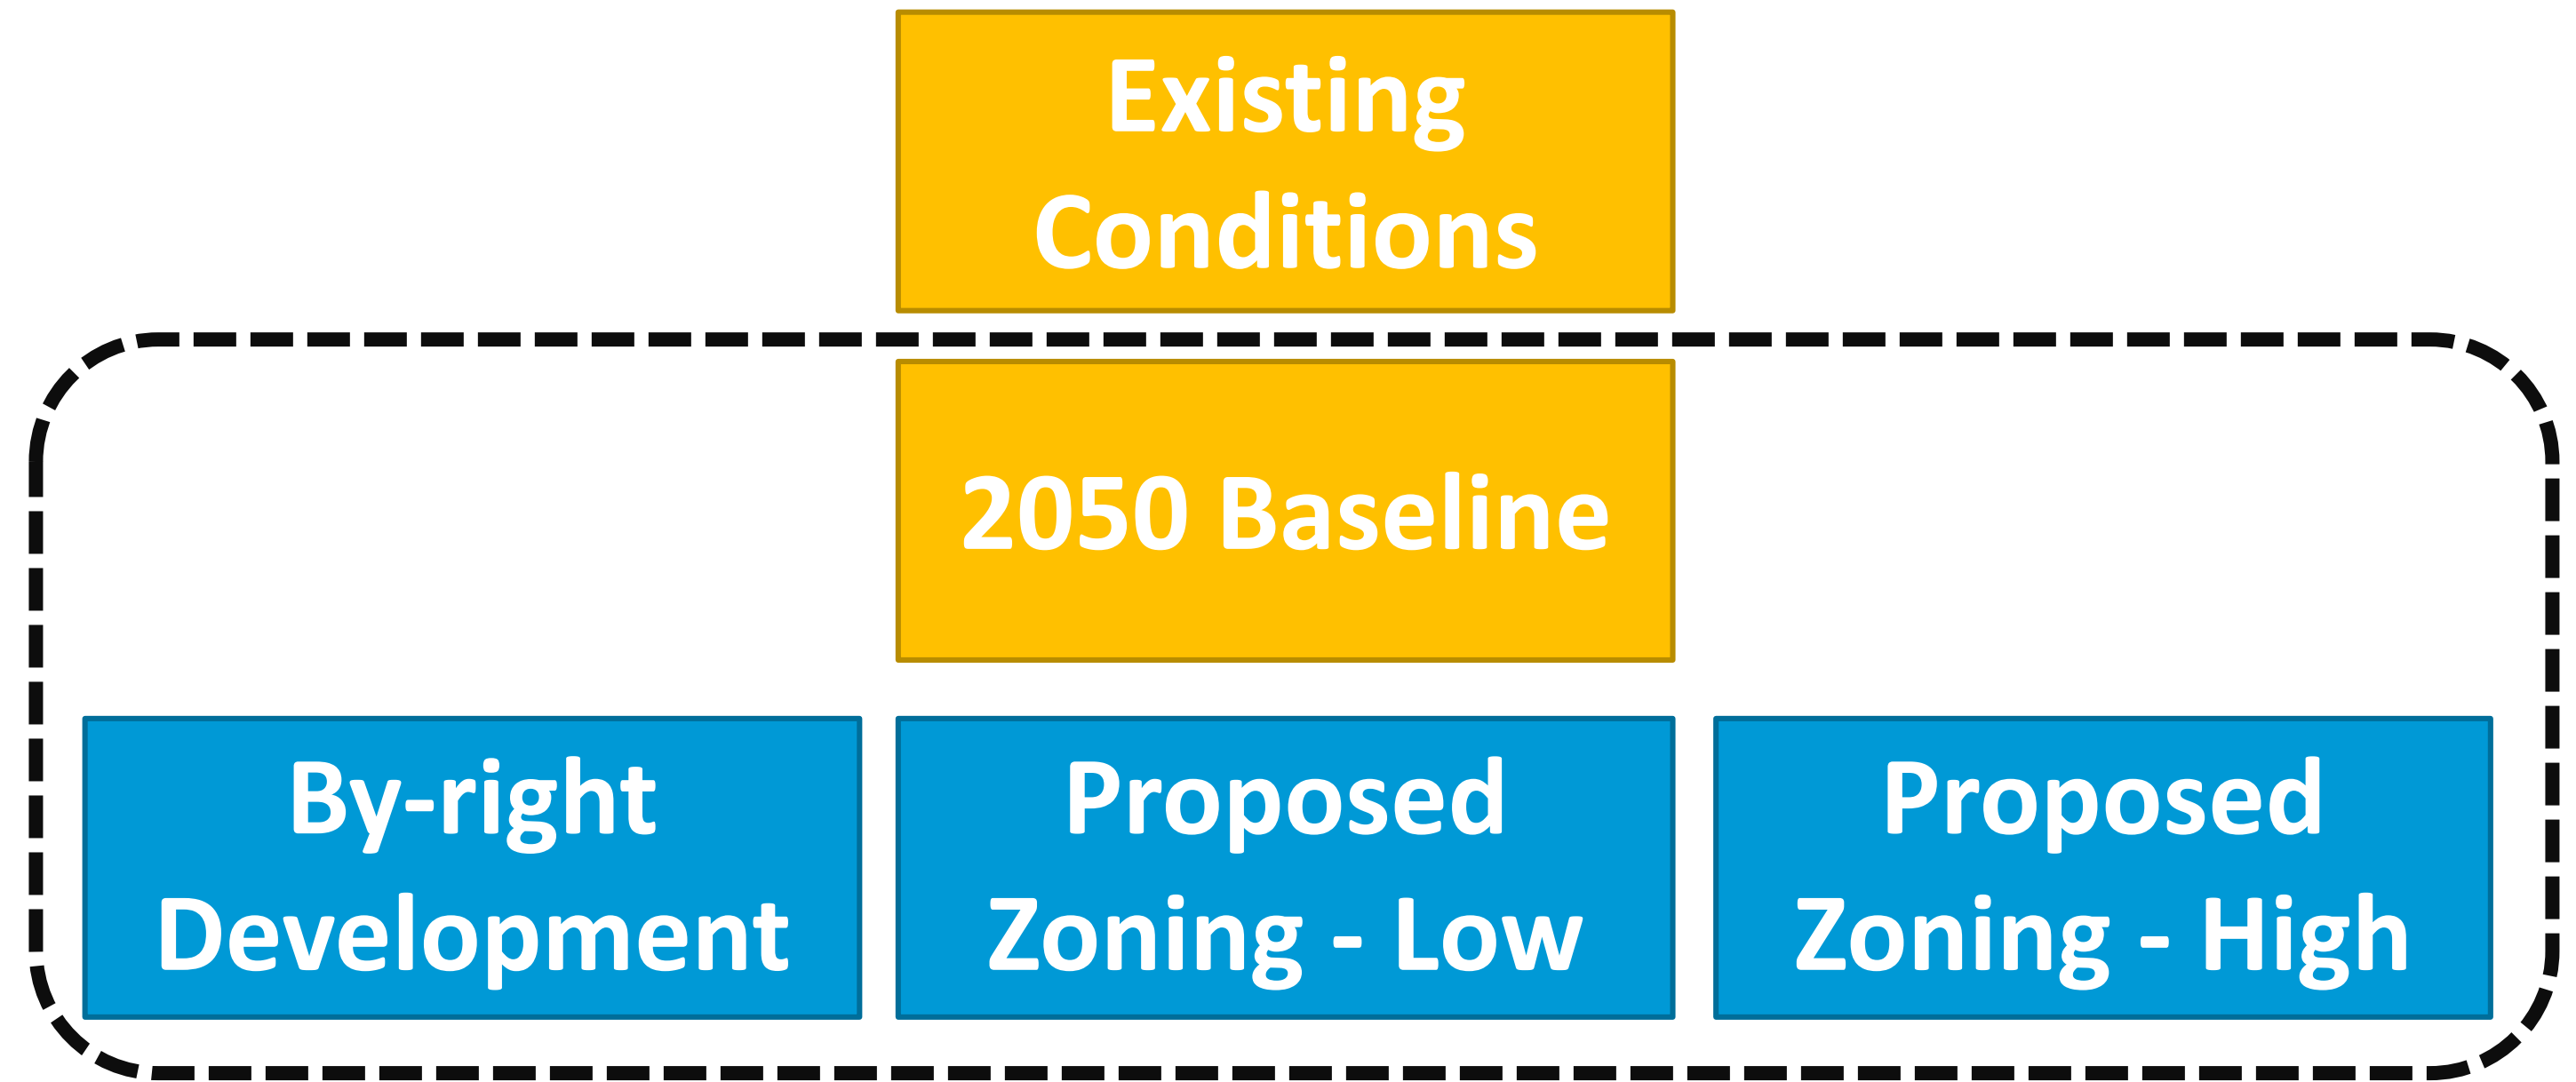 Existing
Conditions
2050 Baseline
By-right
Development
Proposed
Zoning - Low
Proposed
Zoning - High